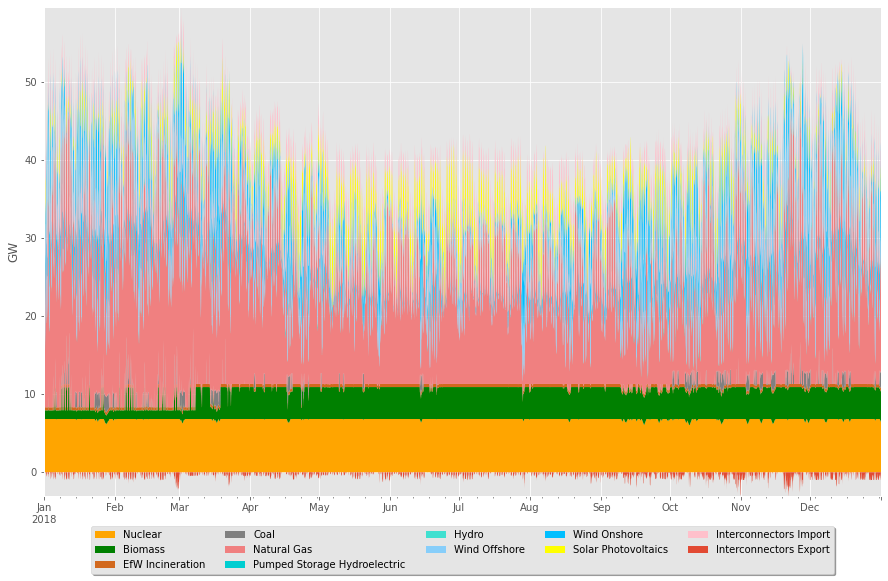 GW
50
40
30
20
10
0
Jan Feb Mar Apr May Jun Jul Aug Sep Oct Nov Dec
2018
Nuclear Coal Hydro Wind Onshore Interconnectors Import
Biomass Natural Gas Wind Offshore Solar Photovoltaics Interconnectors Export
EfW Incineration Pumped Storage Hydroelectric